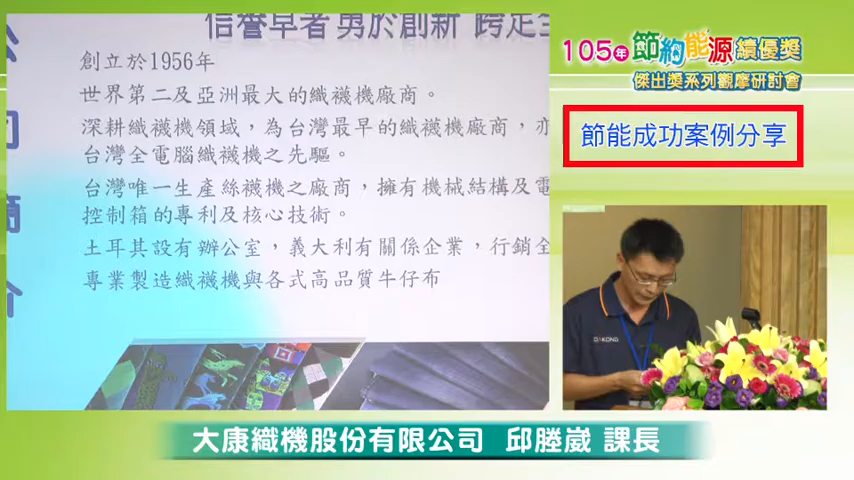 信譽卓著 勇於創新 跨足
創立於1956年
世界第二及亞洲最大的織襪機廠商。
深耕織襪機領域，為台灣最早的織襪機廠商，亦
台灣全電腦織襪機之先驅。
台灣唯一生產絲襪機之廠商，擁有機械結構及電
控制箱的專利及核心技術。
土耳其設有辦公室，義大利有關係企業，行銷全
專業製造織襪機與各式高品質牛仔布
105年 節約能源績優獎
傑出獎系列觀摩研討會
節能成功案例分享
DAKONG
大康織機股份有限公司 邱塍崴 課長